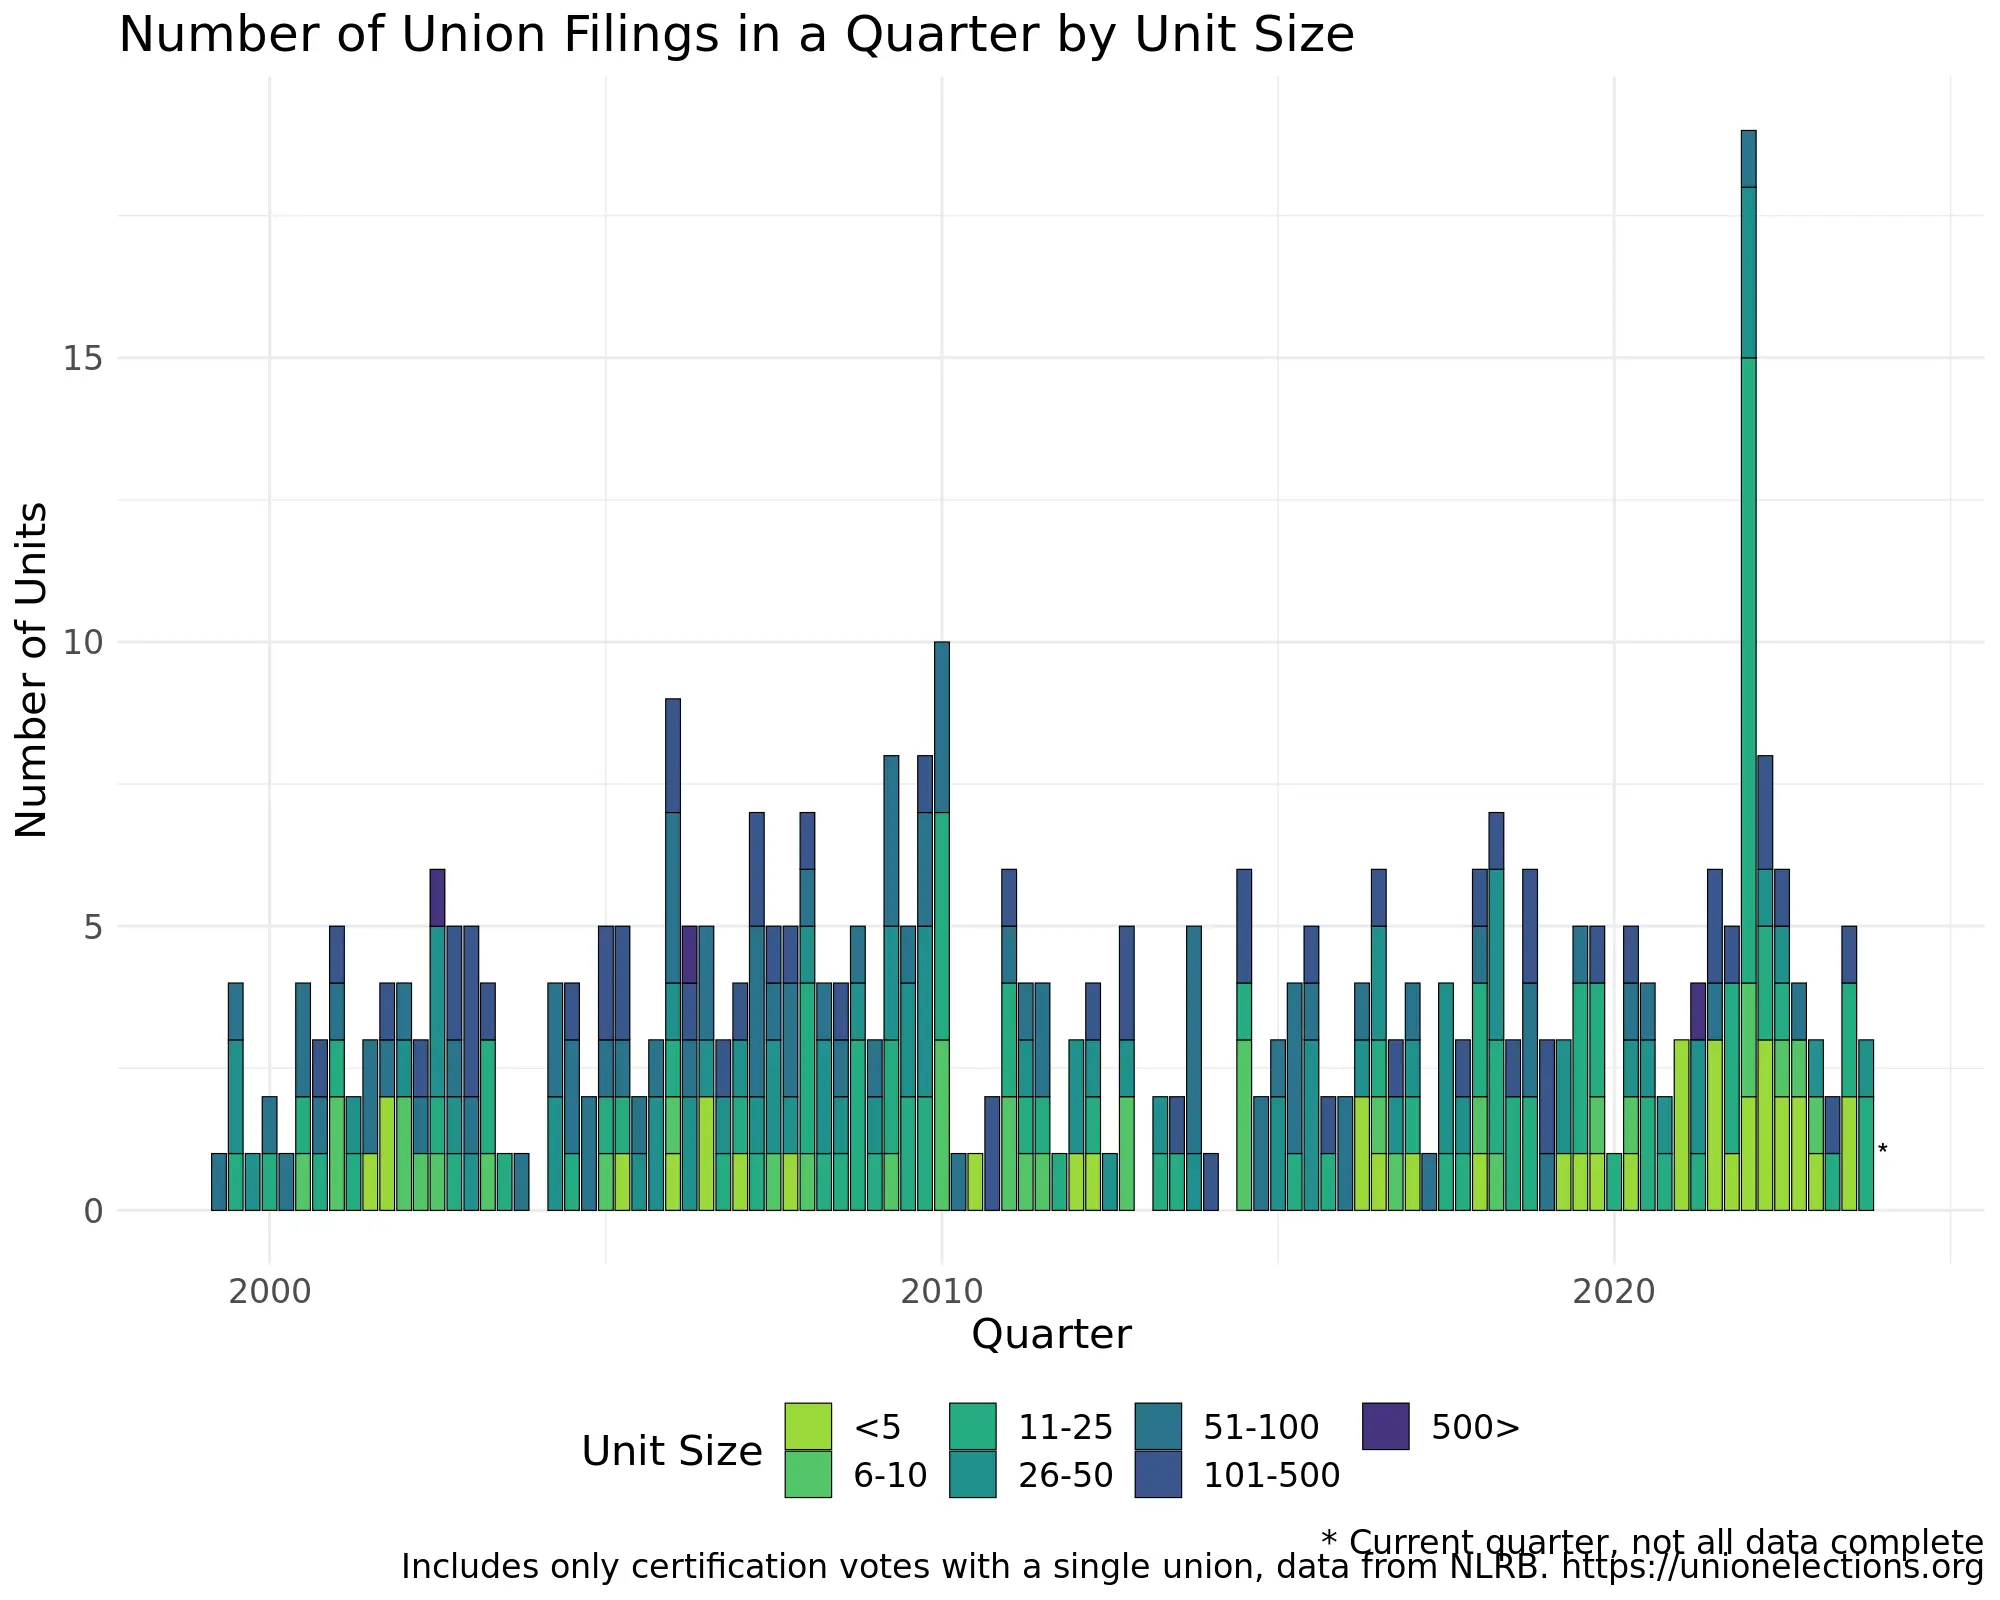 Number of Union Filings in a Quarter by Unit Size
Number of Units
15
10
5
0
*
2000 2010 2020
Quarter
Unit Size
<5 11-25 51-100 500>
6-10 26-50 101-500
* Current quarter, not all data complete
Includes only certification votes with a single union, data from NLRB. https://unionelections.org